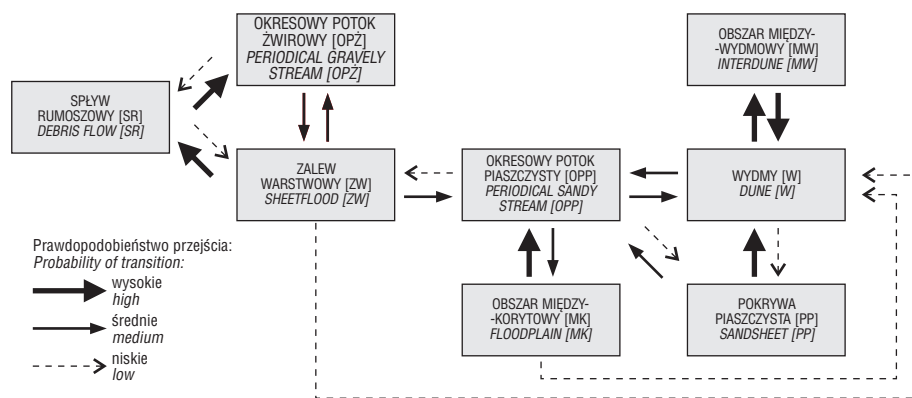 OKRESOWY POTOK
ŻWIROWY [OPŻ]
PERIODICAL GRAVELY
STREAM [OPŻ]
OBSZAR MIĘDZY-
-WYDMOWY [MW]
INTERDUNE [MW]
SPŁYW
RUMOSZOWY [SR]
DEBRIS FLOW [SR]
ZALEW
WARSTWOWY [ZW]
SHEETFLOOD [ZW]
OKRESOWY POTOK
PIASZCZYSTY [OPP]
PERIODICAL SANDY
STREAM [OPP]
WYDMY [W]
DUNE [W]
Prawdopodobieństwo przejścia:
Probability of transition:
wysokie
high
średnie
medium
niskie
low
OBSZAR MIĘDZY-
-KORYTOWY [MK]
FLOODPLAIN [MK]
POKRYWA
PIASZCZYSTA [PP]
SANDSHEET [PP]